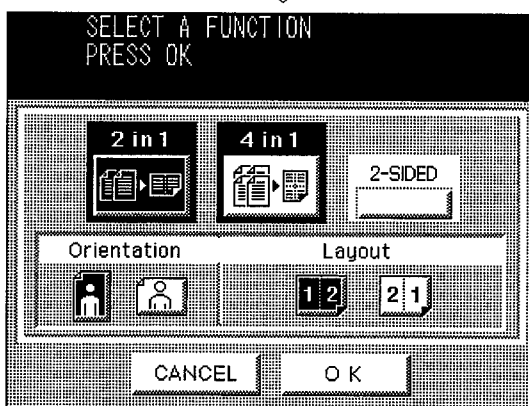 SELECT A FUNCTION
PRESS OK
2 in 1 4 in 1
2-SIDED
Orientation Layout
1 2 2 1
CANCEL OK